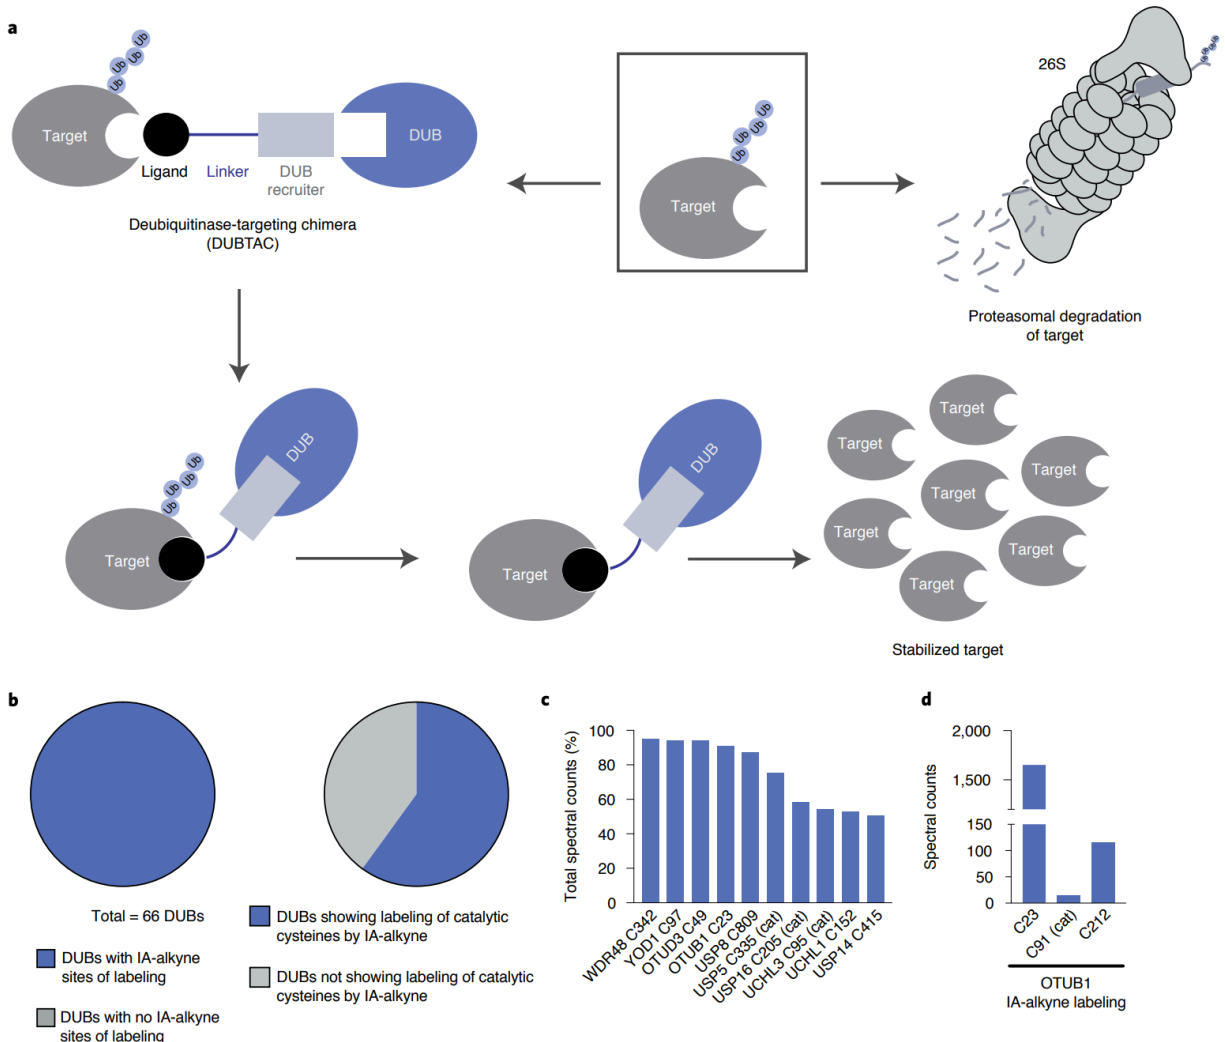 a
Ub
Ub
Ub
Ub
Target
DUB
Ligand
Linker
DUB
recruiter
Deubiquitinase-targeting chimera
(DUBTAC)
Ub
Ub
Ub
Ub
Target
26S
Proteasomal degradation
of target
Ub
Ub
Ub
Ub
Target
DUB
Target
DUB
Target
Target
Target
Target
Target
Target
Target
Stabilized target
b
Total = 66 DUBs
DUBs with IA-alkyne
sites of labeling
DUBs with no IA-alkyne
sites of labeling
DUBs showing labeling of catalytic
cysteines by IA-alkyne
DUBs not showing labeling of catalytic
cysteines by IA-alkyne
c
Total spectral counts (%)
100
80
60
40
20
0
WDR48 C342
YOD1 C97
OTUD3 C49
OTUB1 C23
USP8 C809
USP5 C335 (cat)
USP16 C205 (cat)
UCHL3 C95 (cat)
UCHL1 C152
USP14 C415
d
Spectral counts
2,000
1,500
150
100
50
0
C23
C91 (cat)
C212
OTUB1
IA-alkyne labeling